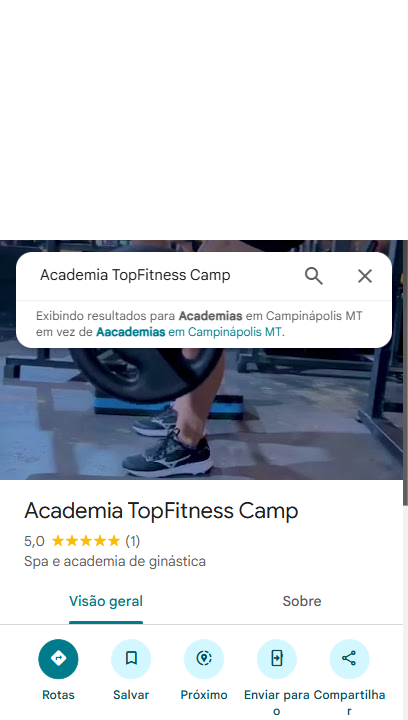 Academia TopFitness Camp
Exibindo resultados para Academias em Campinápolis MT
em vez de Aacademias em Campinápolis MT.
Academia TopFitness Camp
5,0 ★★★★★ (1)
Spa e academia de ginástica
Visão geral Sobre
Rotas Salvar Próximo Enviar para Compartilha
o r